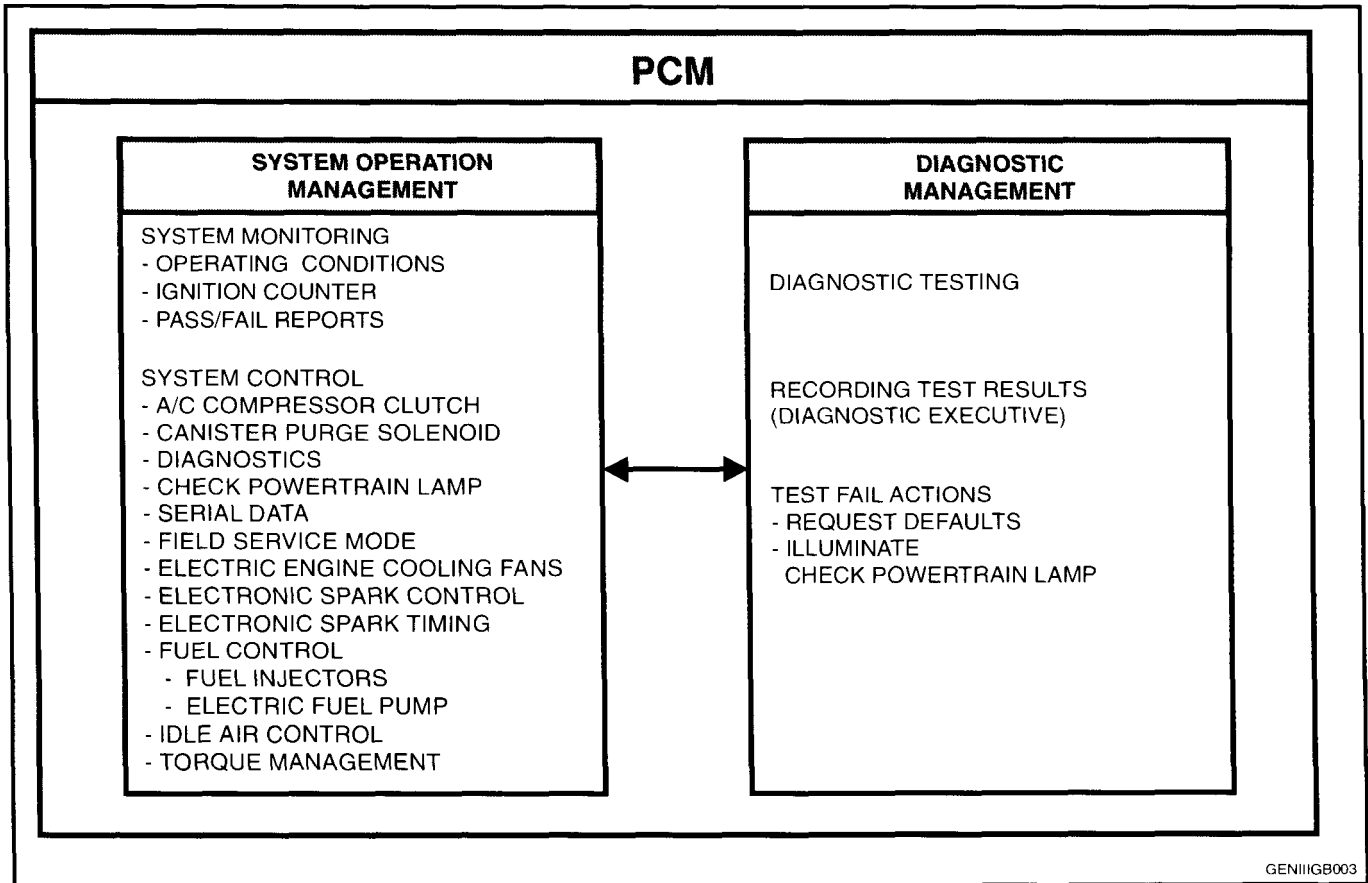 PCM
SYSTEM OPERATION
MANAGEMENT
SYSTEM MONITORING
- OPERATING CONDITIONS
- IGNITION COUNTER
- PASS/FAIL REPORTS
SYSTEM CONTROL
- A/C COMPRESSOR CLUTCH
- CANISTER PURGE SOLENOID
- DIAGNOSTICS
- CHECK POWERTRAIN LAMP
- SERIAL DATA
- FIELD SERVICE MODE
- ELECTRIC ENGINE COOLING FANS
- ELECTRONIC SPARK CONTROL
- ELECTRONIC SPARK TIMING
- FUEL CONTROL
- FUEL INJECTORS
- ELECTRIC FUEL PUMP
- IDLE AIR CONTROL
- TORQUE MANAGEMENT
DIAGNOSTIC
MANAGEMENT
DIAGNOSTIC TESTING
RECORDING TEST RESULTS
(DIAGNOSTIC EXECUTIVE)
TEST FAIL ACTIONS
- REQUEST DEFAULTS
- ILLUMINATE
CHECK POWERTRAIN LAMP
GENIIIGB003